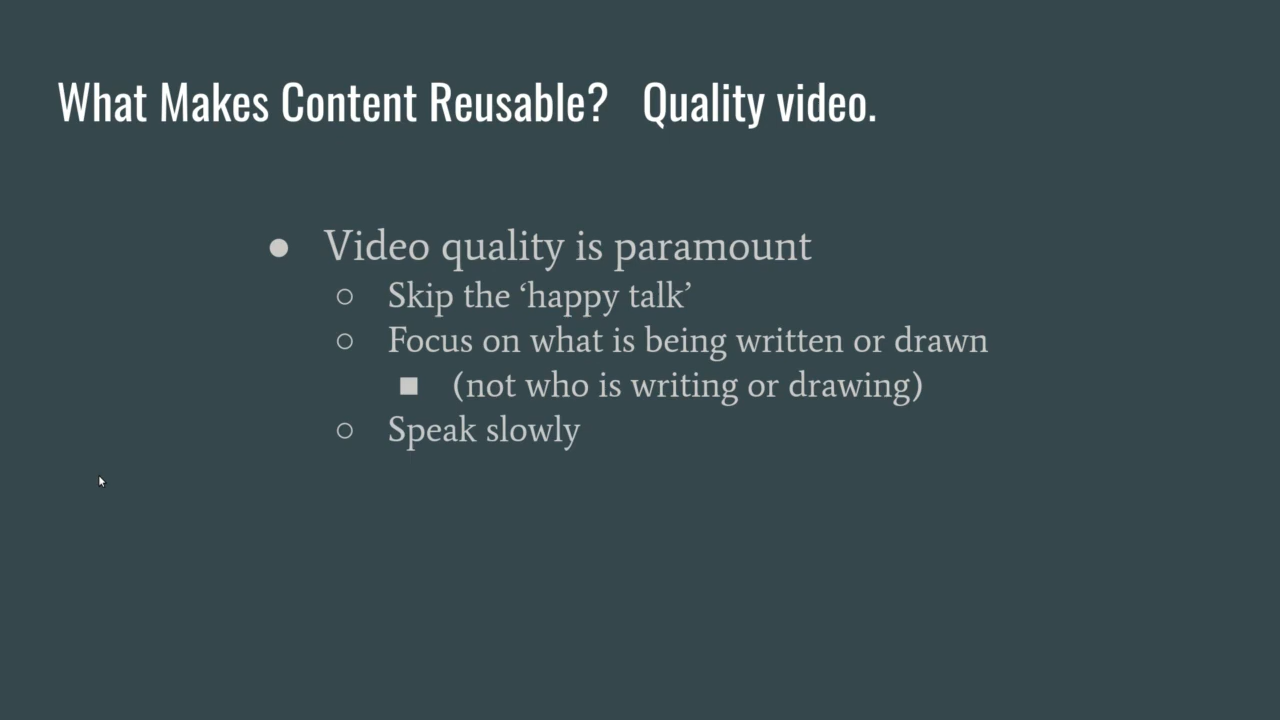 What Makes Content Reusable? Quality video.
● Video quality is paramount
○ Skip the ‘happy talk’
○ Focus on what is being written or drawn
■ (not who is writing or drawing)
○ Speak slowly